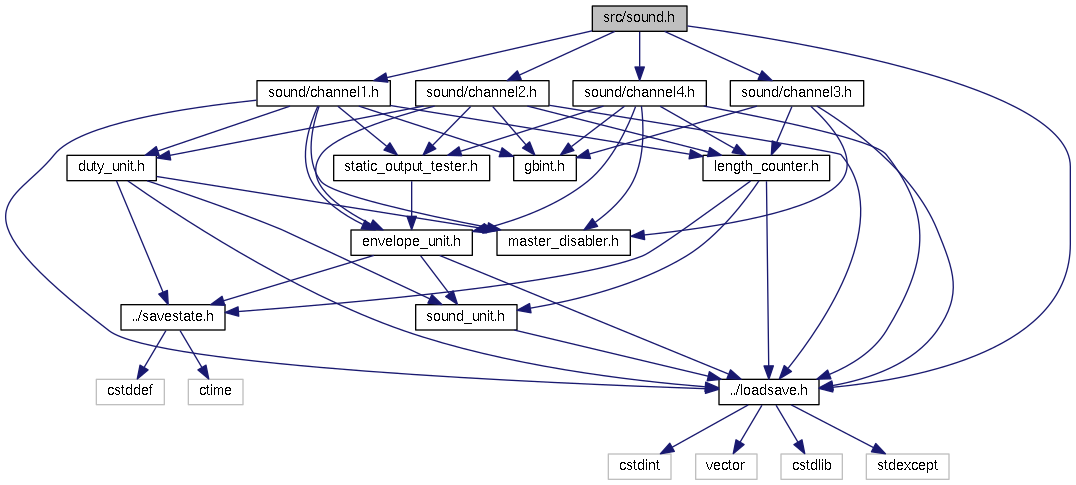 src/sound.h
sound/channel1.h
sound/channel2.h
sound/channel4.h
sound/channel3.h
duty_unit.h
static_output_tester.h
gbint.h
length_counter.h
envelope_unit.h
master_disabler.h
../savestate.h
sound_unit.h
cstddef
ctime
../loadsave.h
cstdint
vector
cstdlib
stdexcept